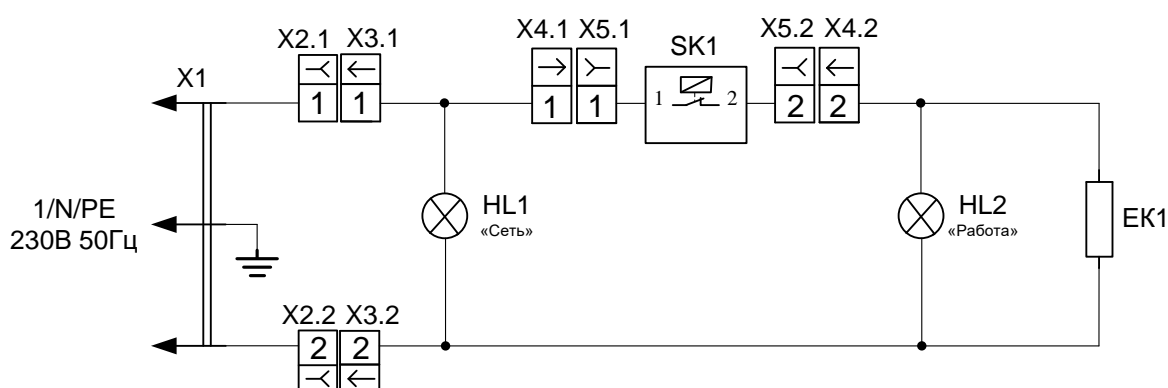 X4.1 X5.1
SK1
X5.2 X4.2
X2.1 X3.1
X1
1 1
1 1
1 2
2 2
HL1
«Сеть»
HL2
«Работа»
EK1
1/N/PE
230В 50Гц
X2.2 X3.2
2 2